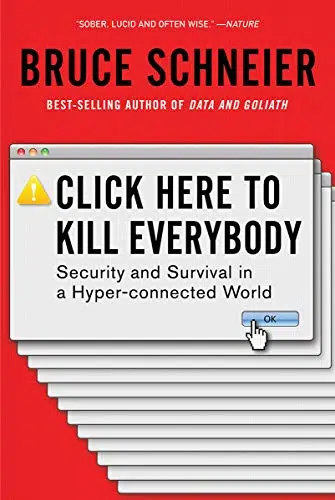 "SOBER, LUCID AND OFTEN WISE." —NATURE
BRUCE SCHNEIER
BEST-SELLING AUTHOR OF DATA AND GOLIATH
CLICK HERE TO
KILL EVERYBODY
Security and Survival in
a Hyper-connected World
OK